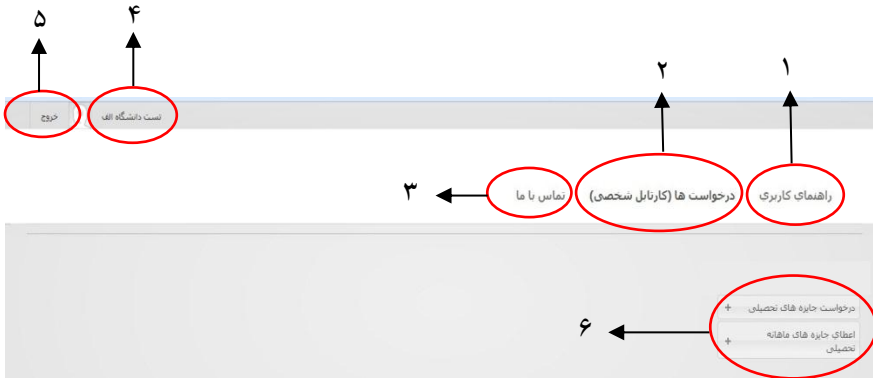 ۵
۴
۲
۱
خروج
تست دانشگاه الف
راهنمای کاربری
درخواست ها (کارتابل شخصی)
تماس با ما
۳
درخواست جایزه های تحصیلی +
اعطای جایزه های ماهانه
تحصیلی +
۶